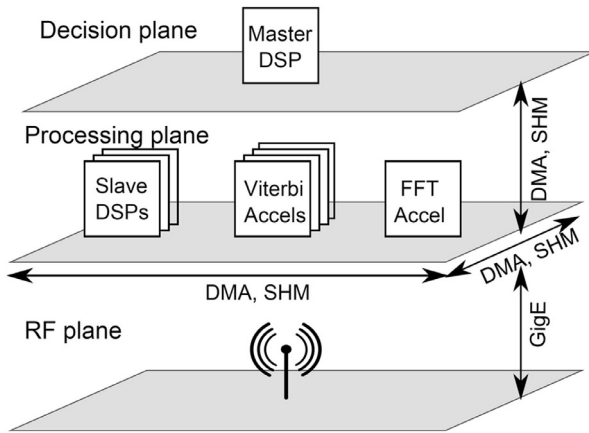 Decision plane
Master
DSP
Processing plane
DMA, SHM
Slave
DSPs
Viterbi
Accels
FFT
Accel
DMA, SHM
DMA, SHM
RF plane
GigE